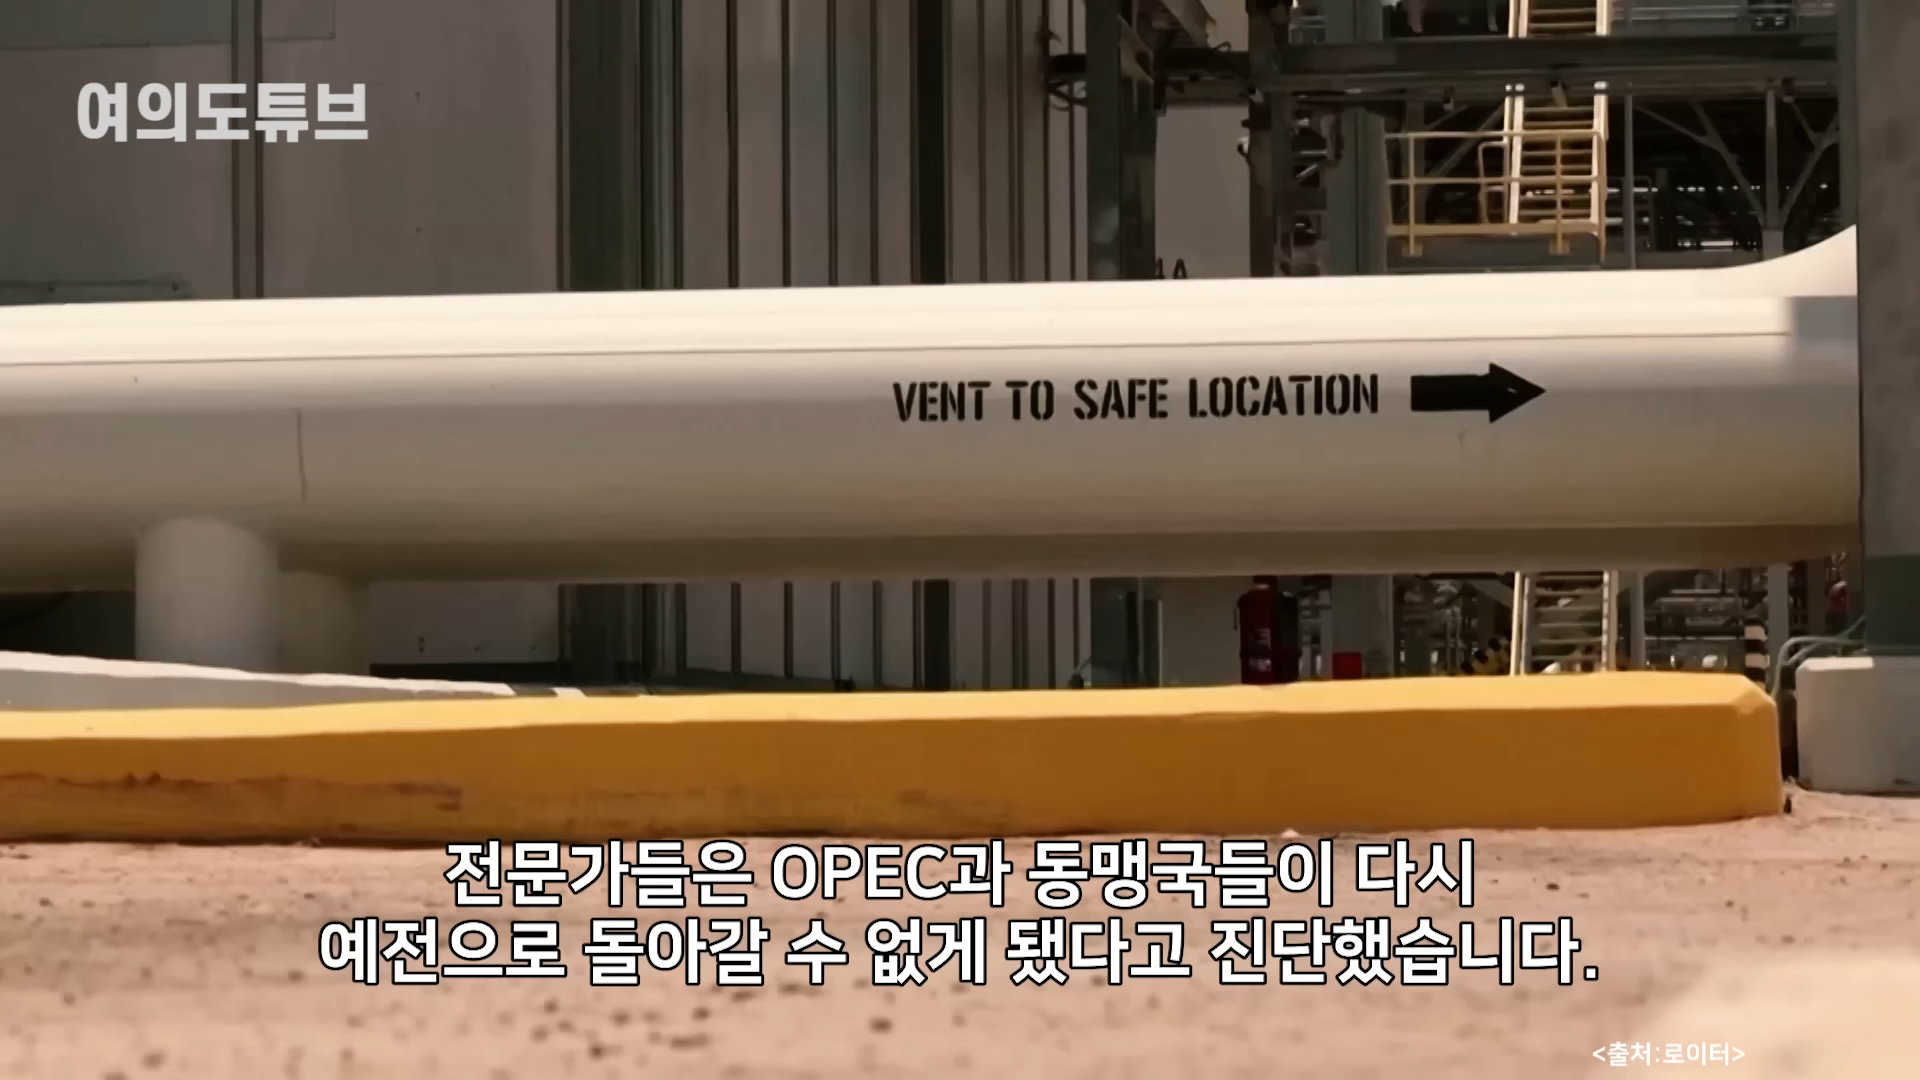 여의도튜브
VENT TO SAFE LOCATION
전문가들은 OPEC과 동맹국들이 다시
예전으로 돌아갈 수 없게 됐다고 진단했습니다.
<출처:로이터>